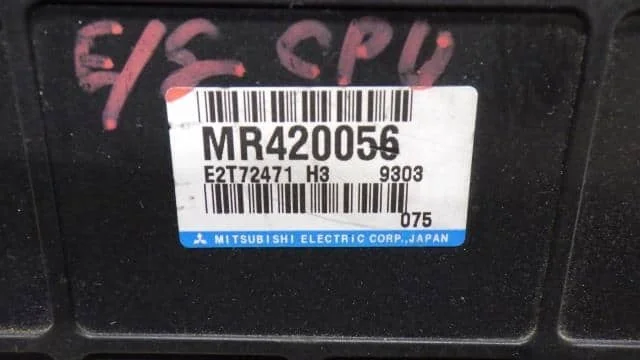 E/G CPU
MR420056
E2T72471 H3 9303
075
MITSUBISHI ELECTRIC CORP., JAPAN